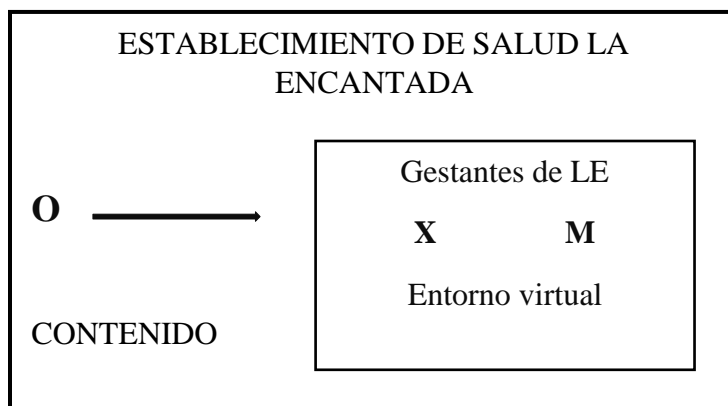 ESTABLECIMIENTO DE SALUD LA
ENCANTADA
Gestantes de LE
O
X M
Entorno virtual
CONTENIDO